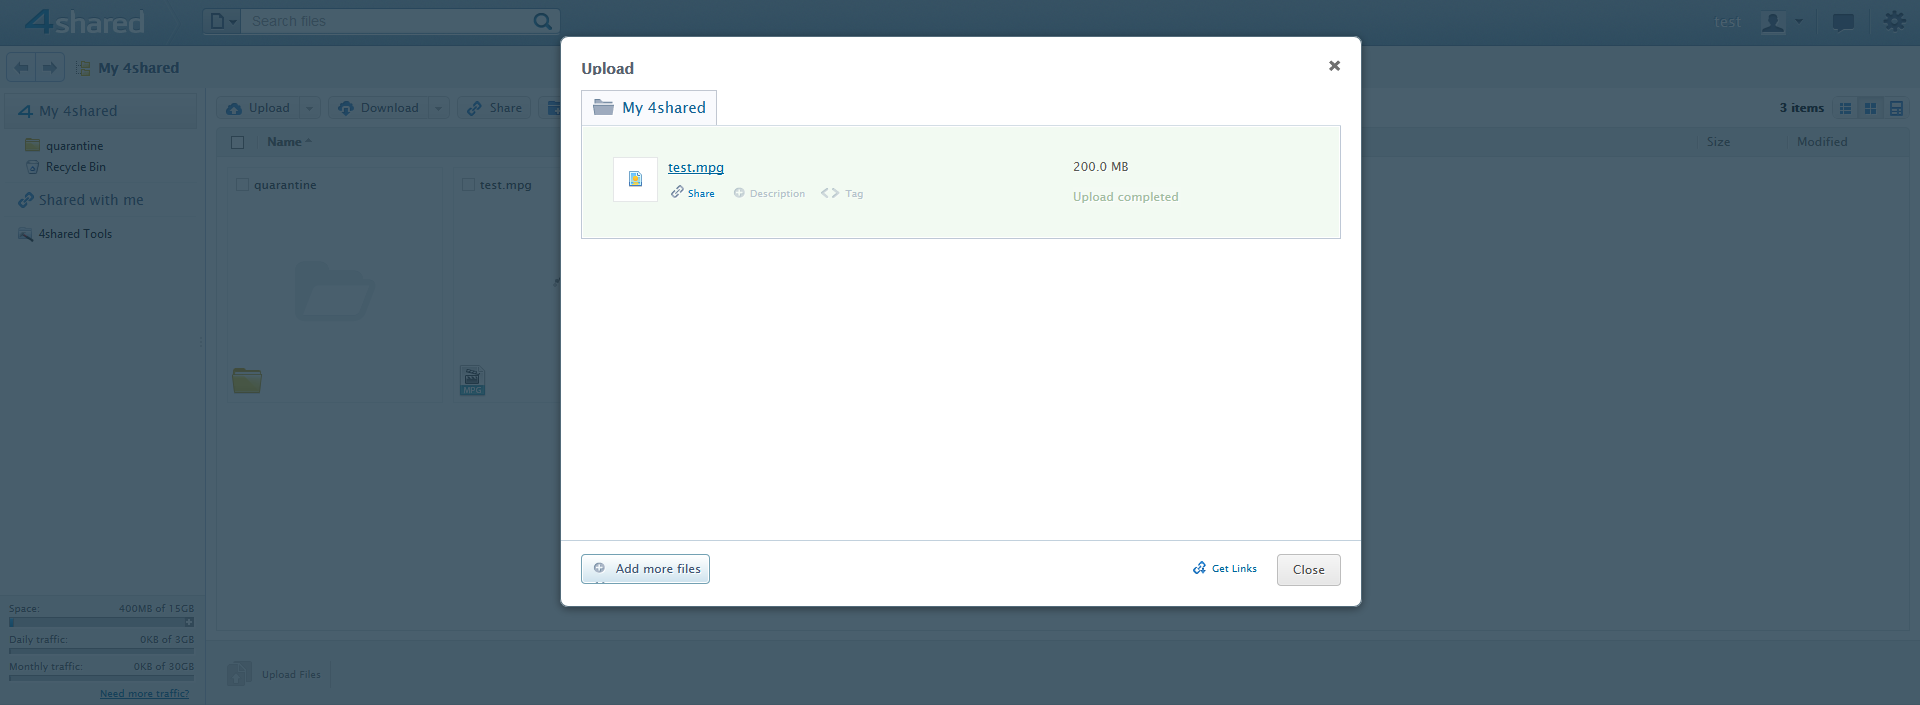 4shared
Search files
test
My 4shared
My 4shared
quarantine
Recycle Bin
Shared with me
4shared Tools
Upload
Download
Share
3 items
Name
Size
Modified
quarantine
test.mpg
MPG
Upload
My 4shared
test.mpg
200.0 MB
Share
Description
Tag
Upload completed
Add more files
Get Links
Close
Space: 400MB of 15GB
Daily traffic: 0KB of 3GB
Monthly traffic: 0KB of 30GB
Need more traffic?
Upload Files